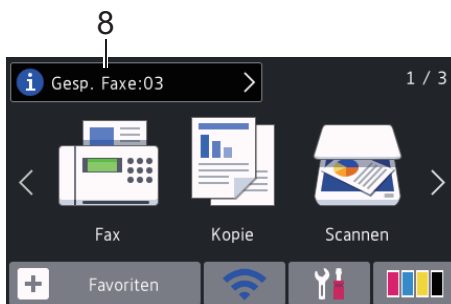 8
i Gesp. Faxe:03
1 / 3
Fax Kopie Scannen
+ Favoriten